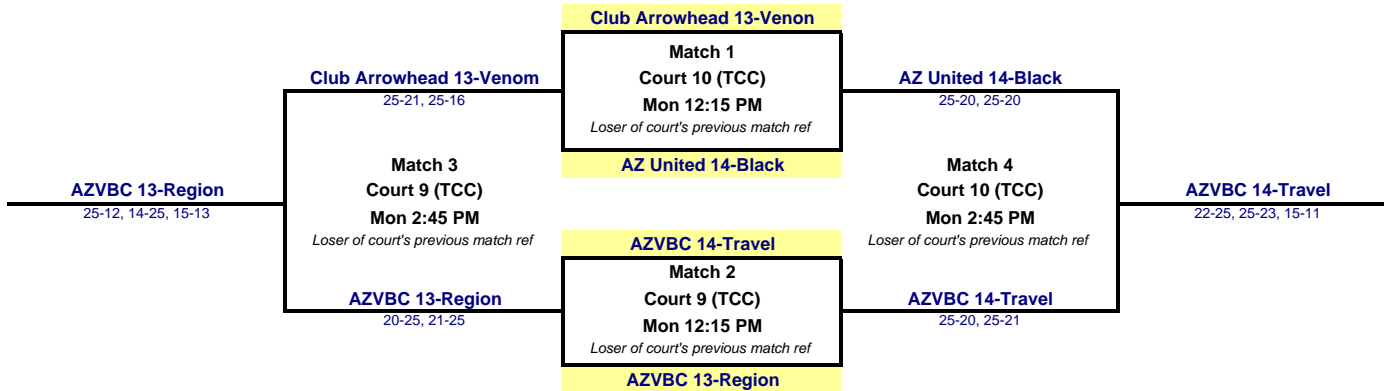 Club Arrowhead 13-Venon
Match 1
Court 10 (TCC)
Mon 12:15 PM
Loser of court's previous match ref
AZ United 14-Black
Club Arrowhead 13-Venom
25-21, 25-16
AZ United 14-Black
25-20, 25-20
Match 3
Court 9 (TCC)
Mon 2:45 PM
Loser of court's previous match ref
Match 4
Court 10 (TCC)
Mon 2:45 PM
Loser of court's previous match ref
AZVBC 13-Region
25-12, 14-25, 15-13
AZVBC 14-Travel
22-25, 25-23, 15-11
AZVBC 14-Travel
Match 2
Court 9 (TCC)
Mon 12:15 PM
Loser of court's previous match ref
AZVBC 13-Region
AZVBC 13-Region
20-25, 21-25
AZVBC 14-Travel
25-20, 25-21